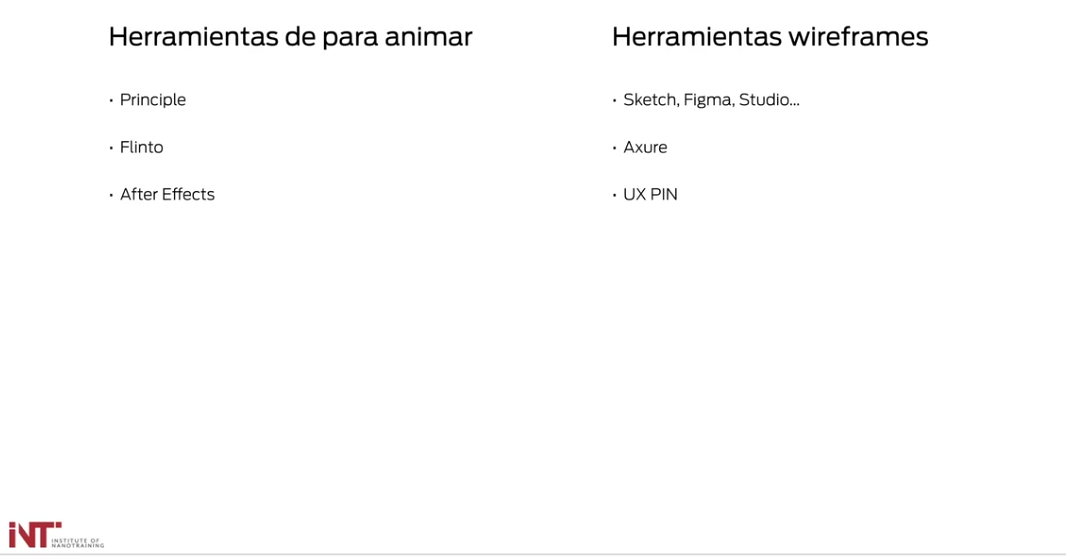 Herramientas de para animar
· Principle
· Flinto
· After Effects
Herramientas wireframes
· Sketch, Figma, Studio...
· Axure
· UX PIN
iNT
INSTITUTE OF
NANOTRAINING